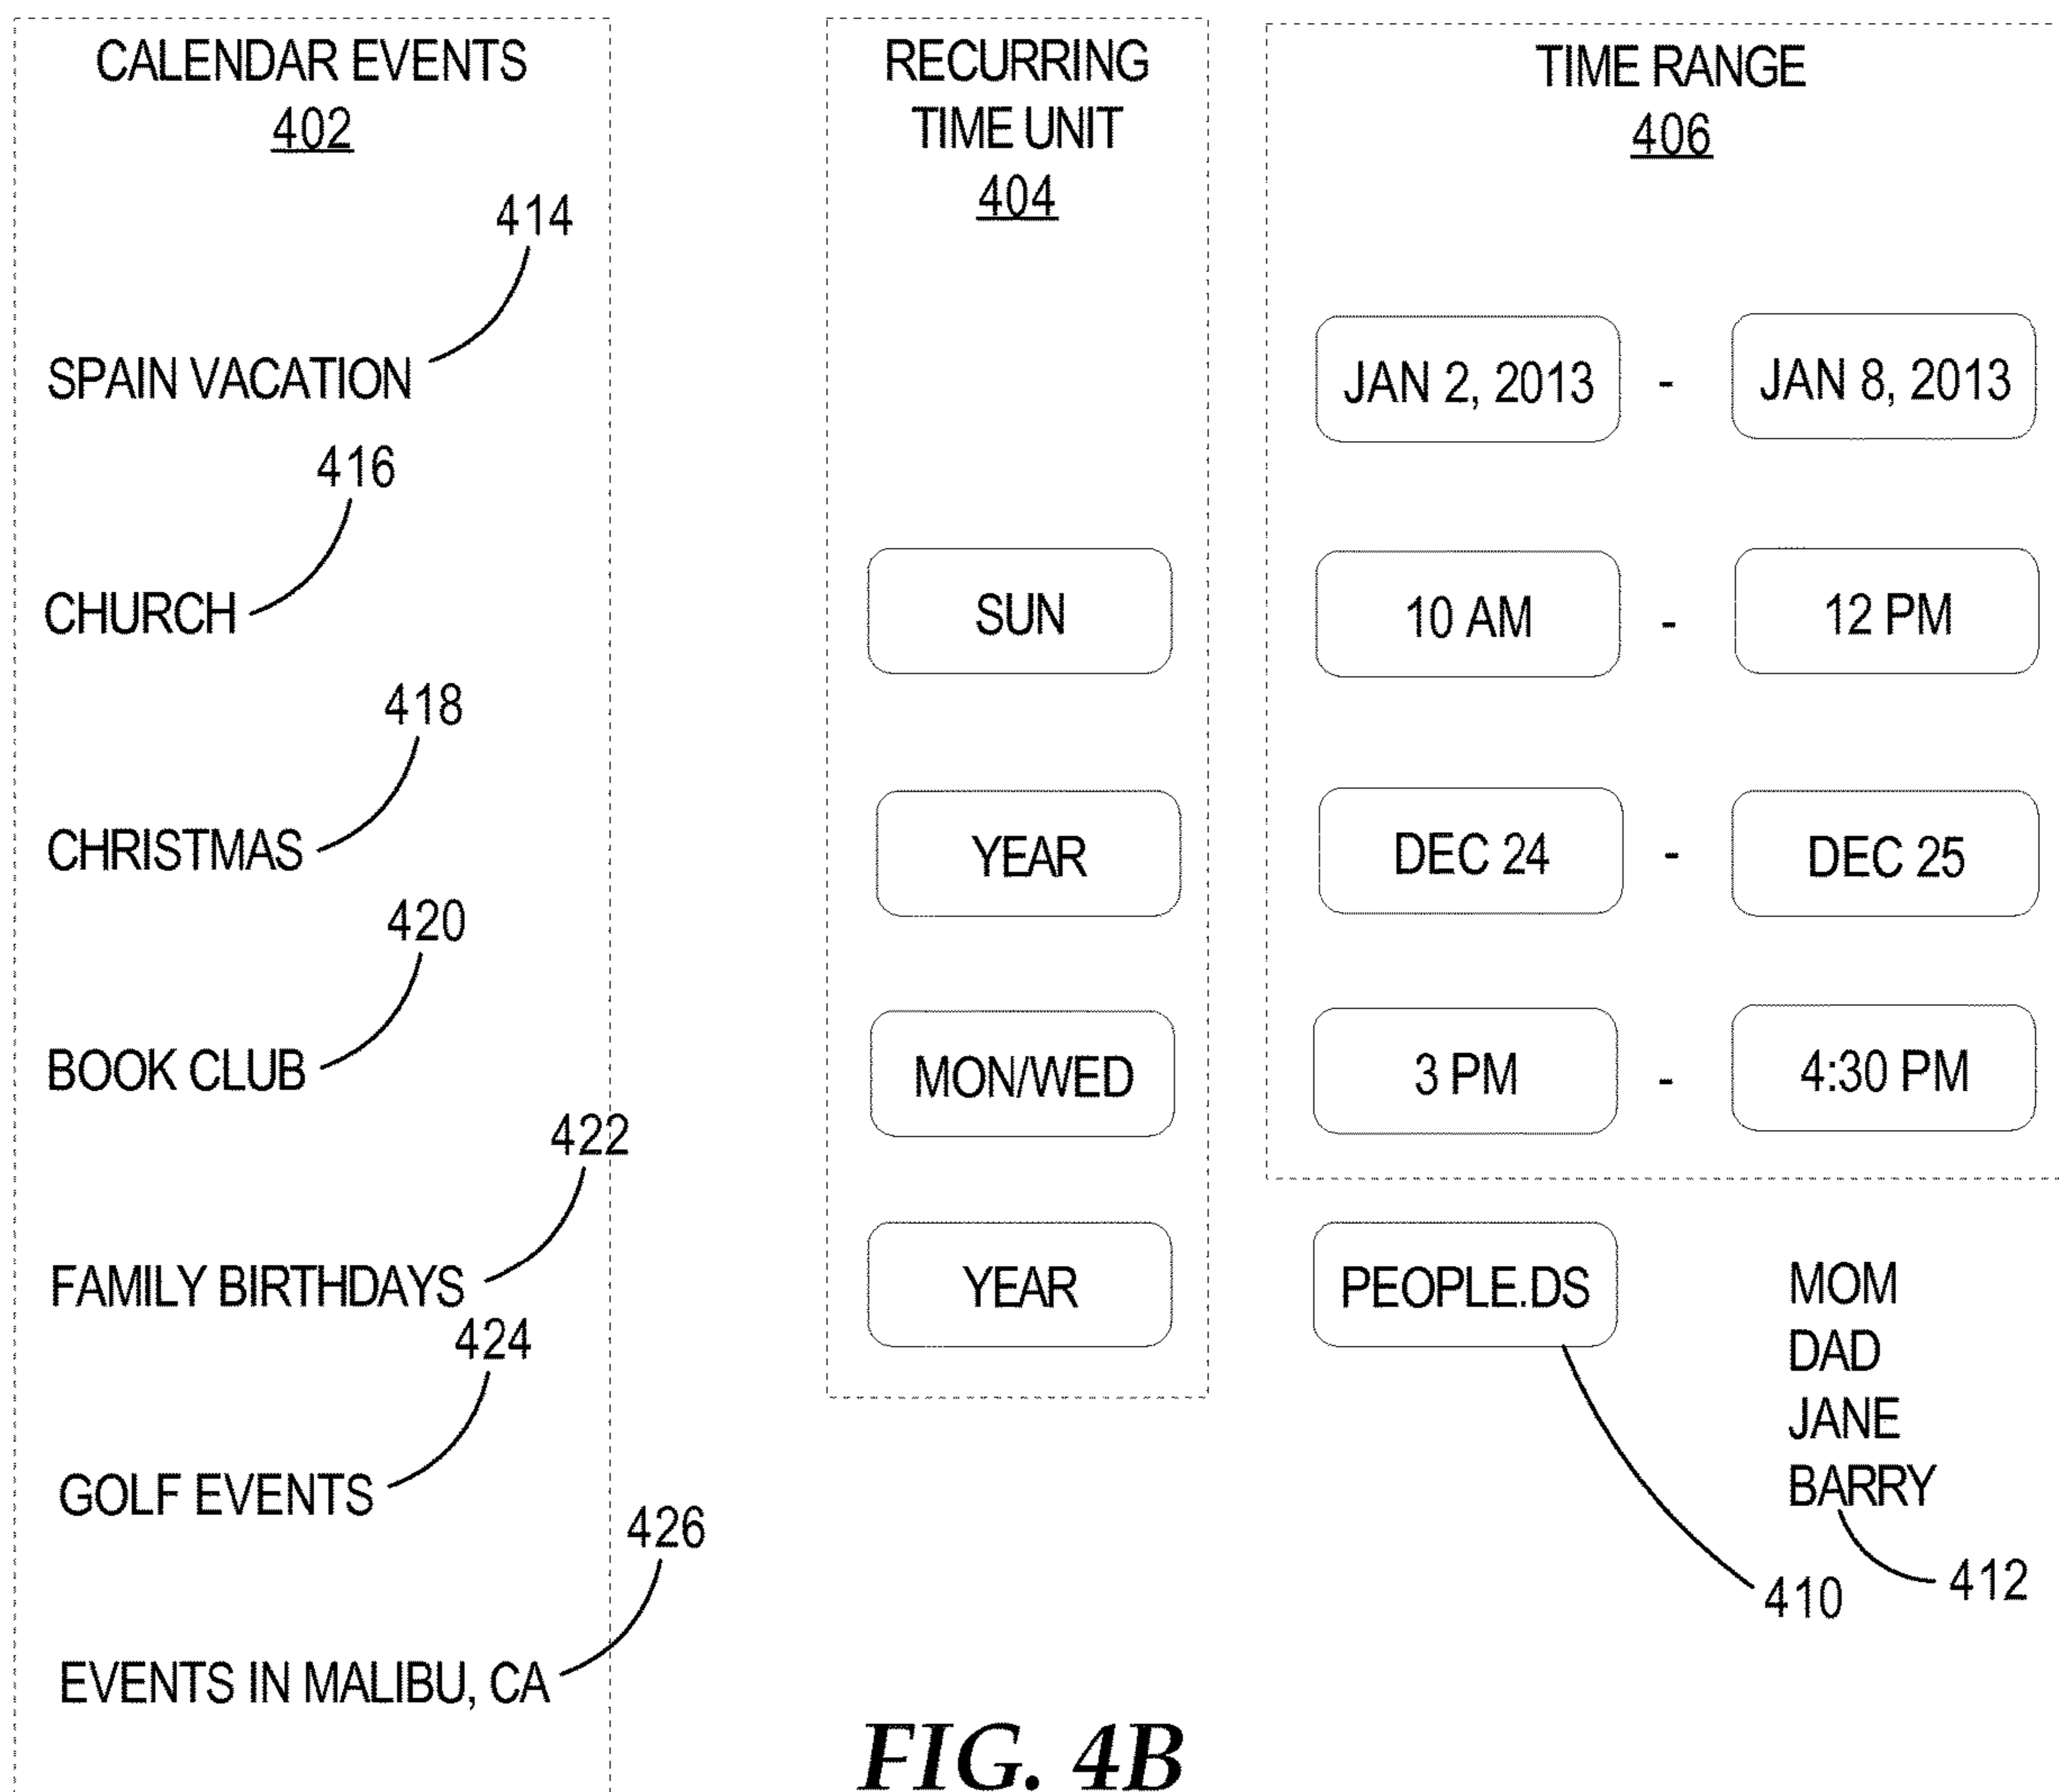 CALENDAR EVENTS
402
RECURRING
TIME UNIT
404
TIME RANGE
406
414
SPAIN VACATION
JAN 2, 2013 - JAN 8, 2013
416
CHURCH
SUN
10 AM - 12 PM
418
CHRISTMAS
YEAR
DEC 24 - DEC 25
420
BOOK CLUB
MON/WED
3 PM - 4:30 PM
422
FAMILY BIRTHDAYS
YEAR
PEOPLE.DS
MOM
DAD
JANE
BARRY
410
412
424
GOLF EVENTS
426
EVENTS IN MALIBU, CA
FIG. 4B